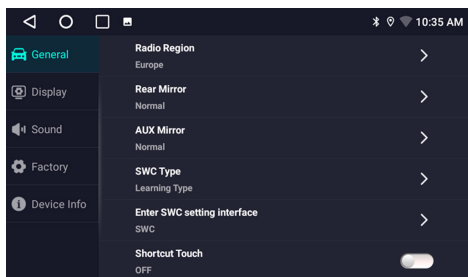 10:35 AM
General
Display
Sound
Factory
Device Info
Radio Region
Europe
Rear Mirror
Normal
AUX Mirror
Normal
SWC Type
Learning Type
Enter SWC setting interface
SWC
Shortcut Touch
OFF